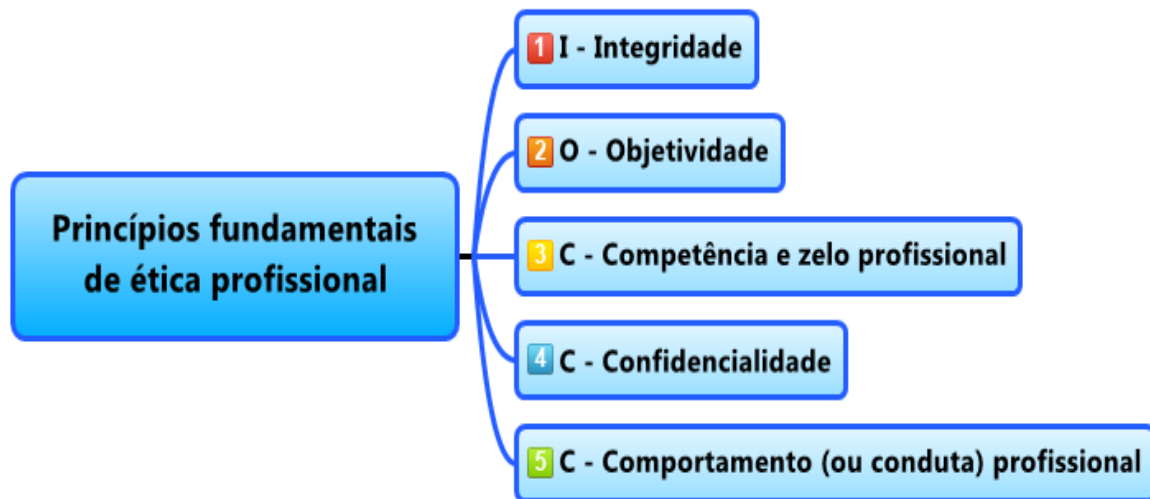 Princípios fundamentais
de ética profissional
1 I - Integridade
2 O - Objetividade
3 C - Competência e zelo profissional
4 C - Confidencialidade
5 C - Comportamento (ou conduta) profissional